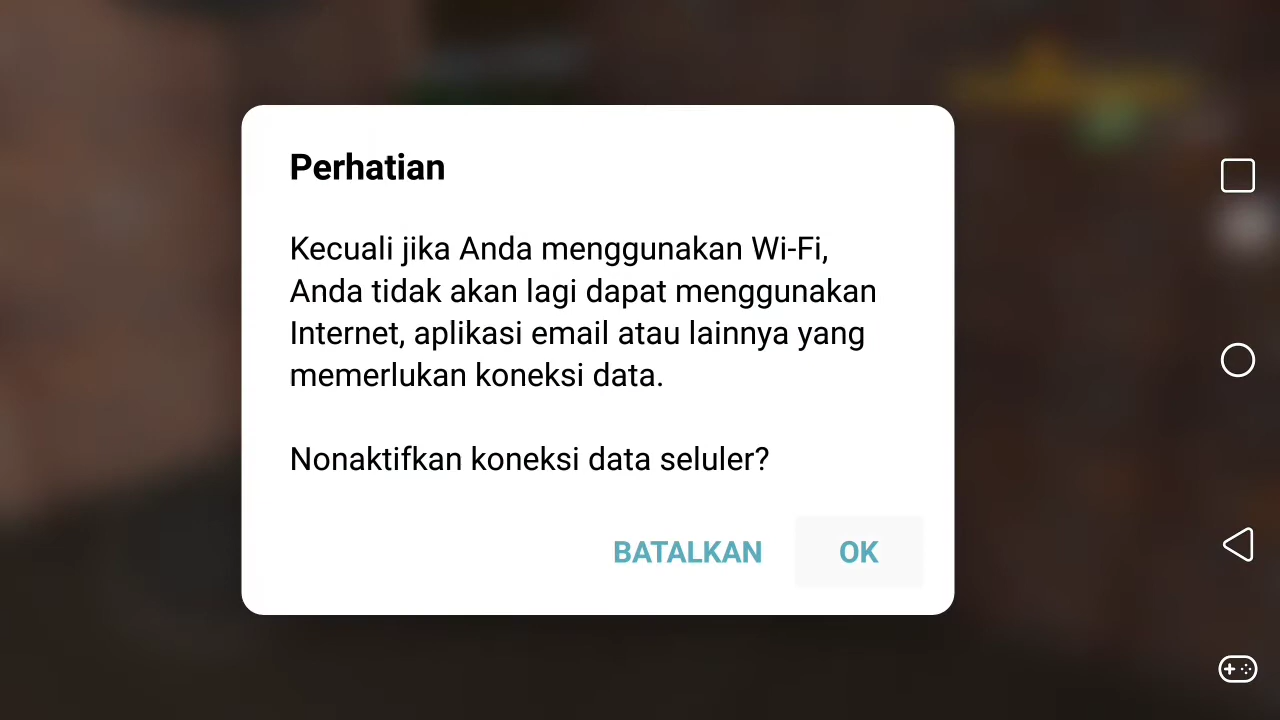 Perhatian
Kecuali jika Anda menggunakan Wi-Fi,
Anda tidak akan lagi dapat menggunakan
Internet, aplikasi email atau lainnya yang
memerlukan koneksi data.
Nonaktifkan koneksi data seluler?
BATALKAN OK